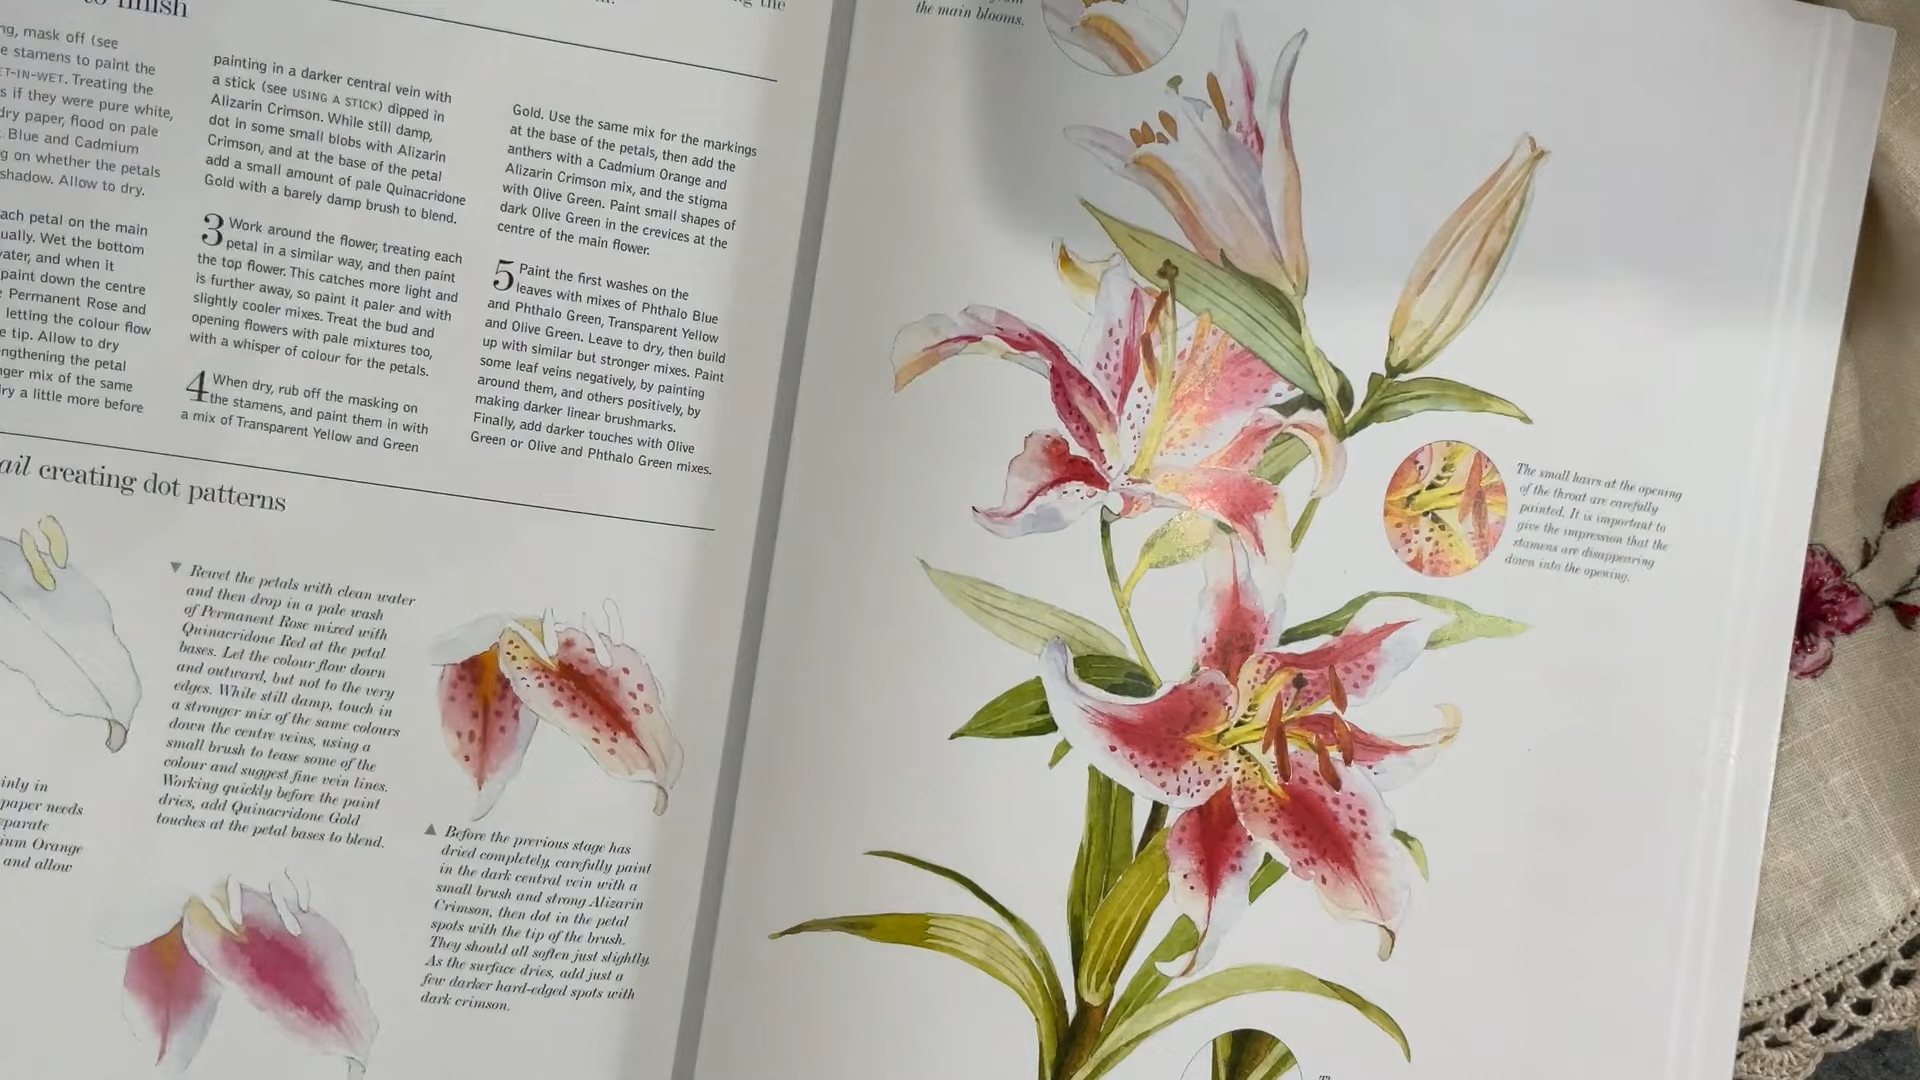 to finish
ng, mask off (see
e stamens to paint the
ET-IN-WET. Treating the
s if they were pure white,
dry paper, flood on pale
Blue and Cadmium
g on whether the petals
shadow. Allow to dry.
ach petal on the main
ually. Wet the bottom
vater, and when it
paint down the centre
Permanent Rose and
letting the colour flow
e tip. Allow to dry
engthening the petal
nger mix of the same
ry a little more before
painting in a darker central vein with
a stick (see USING A STICK) dipped in
Alizarin Crimson. While still damp,
dot in some small blobs with Alizarin
Crimson, and at the base of the petal
add a small amount of pale Quinacridone
Gold with a barely damp brush to blend.
3 Work around the flower, treating each
petal in a similar way, and then paint
the top flower. This catches more light and
is further away, so paint it paler and with
slightly cooler mixes. Treat the bud and
opening flowers with pale mixtures too,
with a whisper of colour for the petals.
4 When dry, rub off the masking on
the stamens, and paint them in with
a mix of Transparent Yellow and Green
the
Gold. Use the same mix for the markings
at the base of the petals, then add the
anthers with a Cadmium Orange and
Alizarin Crimson mix, and the stigma
with Olive Green. Paint small shapes of
dark Olive Green in the crevices at the
centre of the main flower.
5 Paint the first washes on the
leaves with mixes of Phthalo Blue
and Phthalo Green, Transparent Yellow
and Olive Green. Leave to dry, then build
up with similar but stronger mixes. Paint
some leaf veins negatively, by painting
around them, and others positively, by
making darker linear brushmarks.
Finally, add darker touches with Olive
Green or Olive and Phthalo Green mixes.
ail creating dot patterns
▼ Rewet the petals with clean water
and then drop in a pale wash
of Permanent Rose mixed with
Quinacridone Red at the petal
bases. Let the colour flow down
and outward, but not to the very
edges. While still damp, touch in
a stronger mix of the same colours
down the centre veins, using a
small brush to tease some of the
colour and suggest fine vein lines.
Working quickly before the paint
dries, add Quinacridone Gold
touches at the petal bases to blend.
inly in
paper needs
parate
ium Orange
and allow
▲ Before the previous stage has
dried completely, carefully paint
in the dark central vein with a
small brush and strong Alizarin
Crimson, then dot in the petal
spots with the tip of the brush.
They should all soften just slightly.
As the surface dries, add just a
few darker hard-edged spots with
dark crimson.
the main blooms.
The small hairs at the opening
of the throat are carefully
painted. It is important to
give the impression that the
stamens are disappearing
down into the opening.